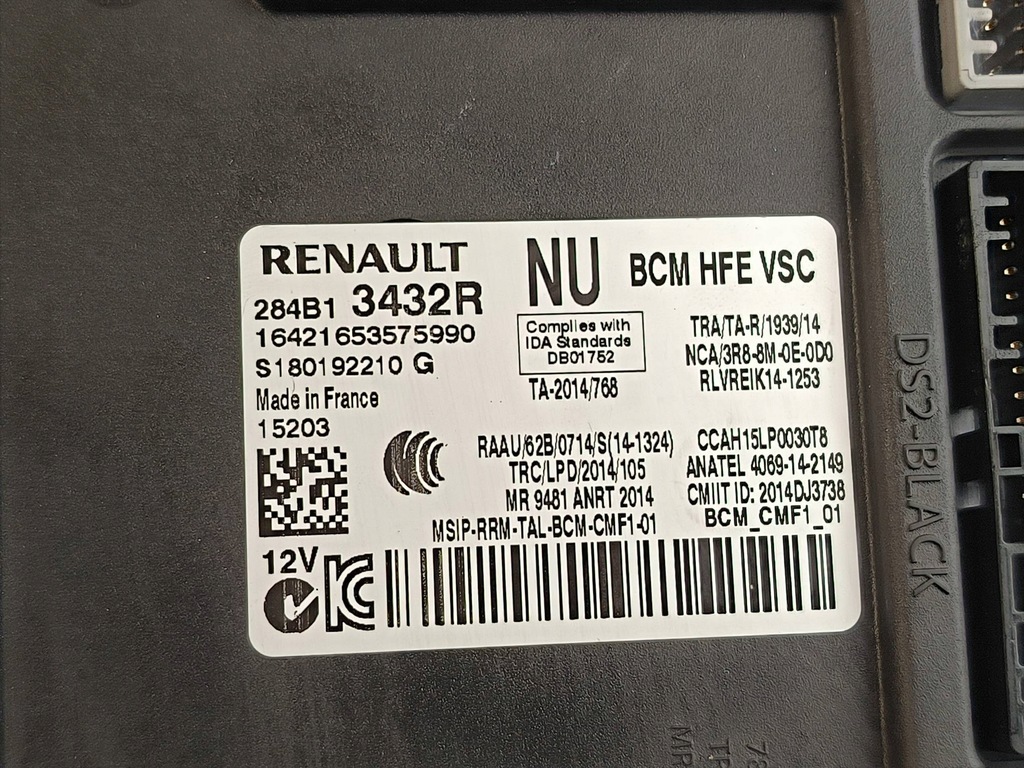 RENAULT
284B1 3432R
16421653575990
S180192210 G
Made in France
15203
NU
BCM HFE VSC
Complies with
IDA Standards
DB01752
TA-2014/768
TRA/TA-R/1939/14
NCA/3R8-8M-0E-0D0
RLVREIK14-1253
RAAU/62B/0714/S(14-1324)
TRC/LPD/2014/105
MR 9481 ANRT 2014
MSIP-RRM-TAL-BCM-CMF1-01
CCAH15LP0030T8
ANATEL 4069-14-2149
CMIIT ID: 2014DJ3738
BCM_CMF1_01
12V
DS2-BLACK